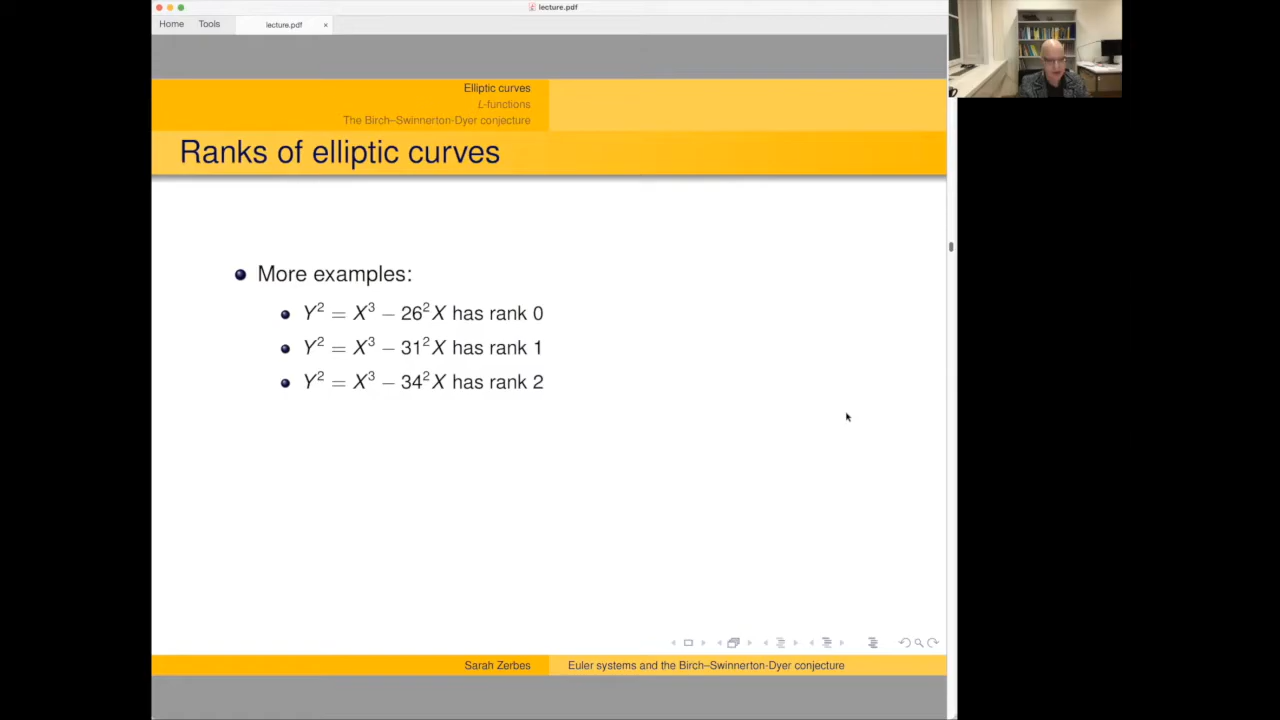 lecture.pdf
Home Tools lecture.pdf ×
Elliptic curves
L-functions
The Birch–Swinnerton-Dyer conjecture
Ranks of elliptic curves
More examples:
Y² = X³ − 26²X has rank 0
Y² = X³ − 31²X has rank 1
Y² = X³ − 34²X has rank 2
Sarah Zerbes Euler systems and the Birch–Swinnerton-Dyer conjecture